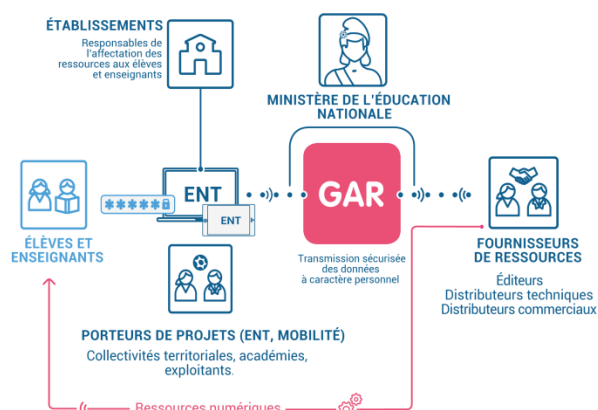 ÉTABLISSEMENTS
Responsables de
l'affectation des
ressources aux élèves
et enseignants
MINISTÈRE DE L'ÉDUCATION
NATIONALE
ENT
ENT
*****
GAR
ÉLÈVES ET
ENSEIGNANTS
Transmission sécurisée
des données
à caractère personnel
FOURNISSEURS
DE RESSOURCES
Éditeurs
Distributeurs techniques
Distributeurs commerciaux
PORTEURS DE PROJETS (ENT, MOBILITÉ)
Collectivités territoriales, académies,
exploitants.
Ressources numériques